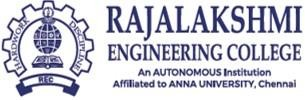 HARDWORK DISCIPLINE
REC
RAJALAKSHMI
ENGINEERING COLLEGE
An AUTONOMOUS Institution
Affiliated to ANNA UNIVERSITY, Chennai